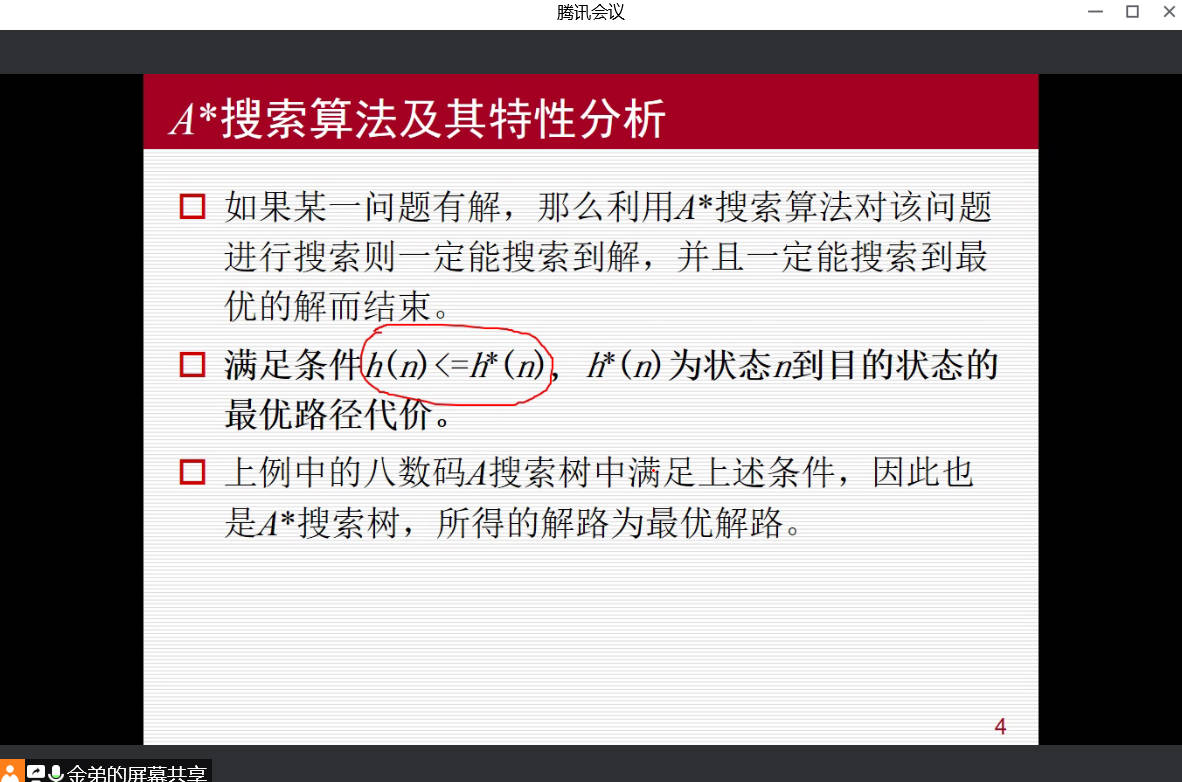 腾讯会议
A*搜索算法及其特性分析
如果某一问题有解，那么利用A*搜索算法对该问题
进行搜索则一定能搜索到解，并且一定能搜索到最
优的解而结束。
满足条件h(n)<=h*(n)，h*(n)为状态n到目的状态的
最优路径代价。
上例中的八数码A搜索树中满足上述条件，因此也
是A*搜索树，所得的解路为最优解路。
4
金弟的屏幕共享